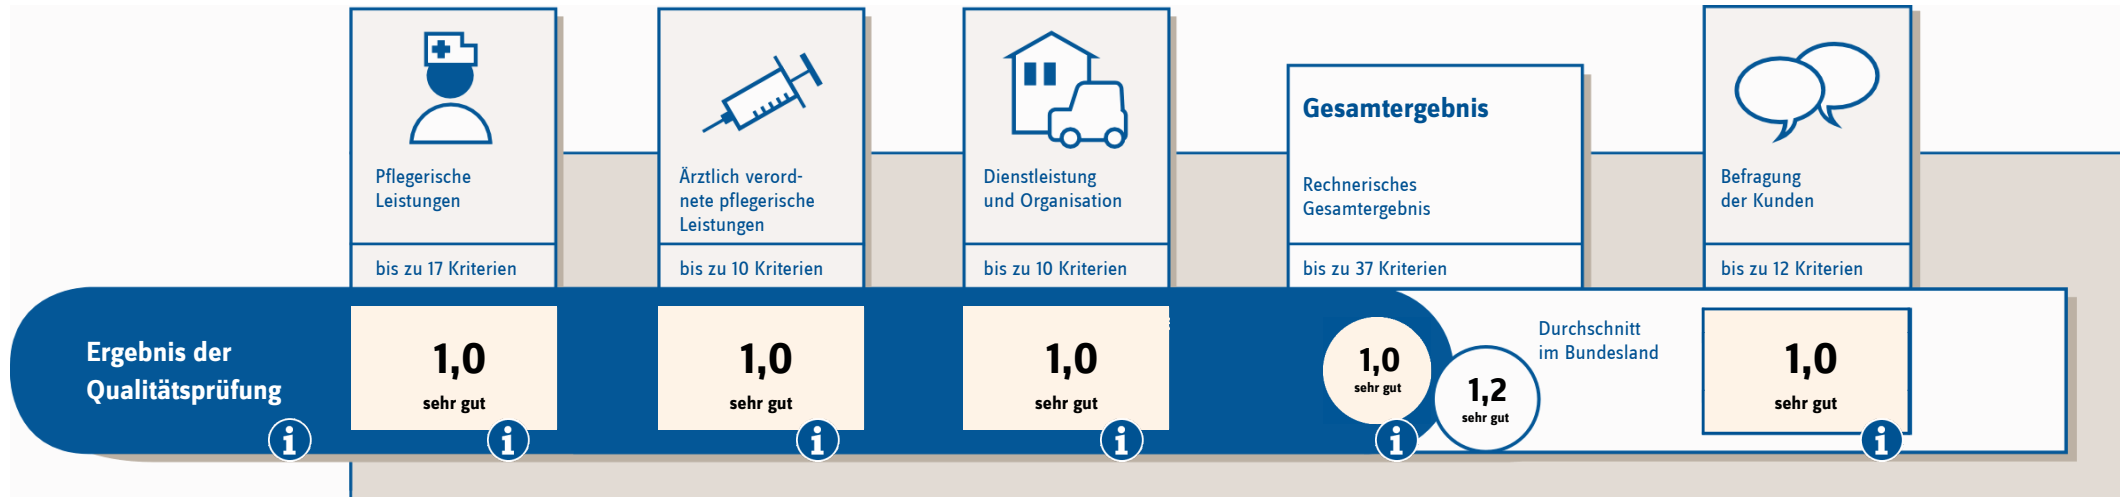 Pflegerische
Leistungen
bis zu 17 Kriterien
Ärztlich verord-
nete pflegerische
Leistungen
bis zu 10 Kriterien
Dienstleistung
und Organisation
bis zu 10 Kriterien
Gesamtergebnis
Rechnerisches
Gesamtergebnis
bis zu 37 Kriterien
Befragung
der Kunden
bis zu 12 Kriterien
Ergebnis der
Qualitätsprüfung
i
1,0
sehr gut
i
1,0
sehr gut
i
1,0
sehr gut
i
1,0
sehr gut
i
1,2
sehr gut
Durchschnitt
im Bundesland
1,0
sehr gut
i